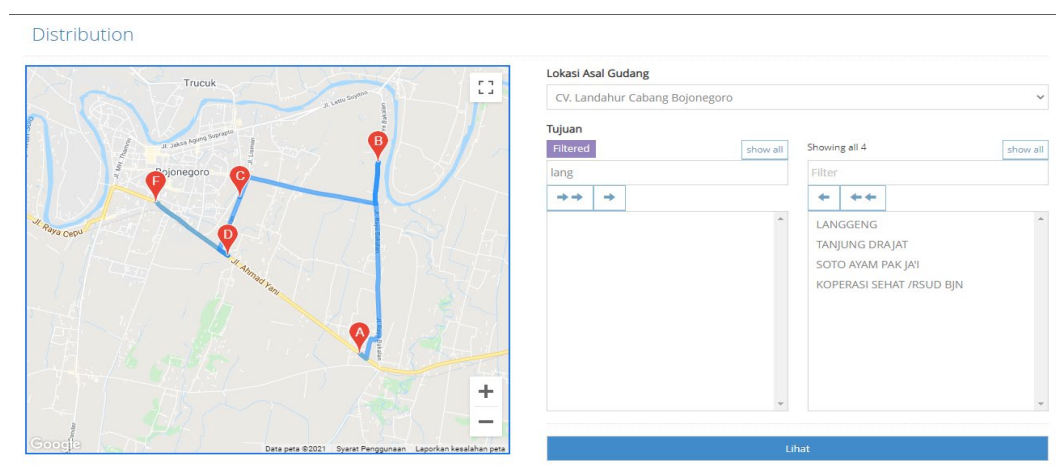 Distribution
Trucuk
Jl. Lettu Suyitno
Jl. Jaksa Agung Suprapto
Jl. MH. Thamrin
Jl. Lisman
Bojonegoro
B
F
C
D
A
Jl. Raya Cepu
Jl. Ahmad Yani
Google
Data peta ©2021 Syarat Penggunaan Laporkan kesalahan peta
+
−
Lokasi Asal Gudang
CV. Landahur Cabang Bojonegoro
Tujuan
Filtered show all
lang
Showing all 4 show all
Filter
LANGGENG
TANJUNG DRAJAT
SOTO AYAM PAK JA'I
KOPERASI SEHAT /RSUD BJN
Lihat